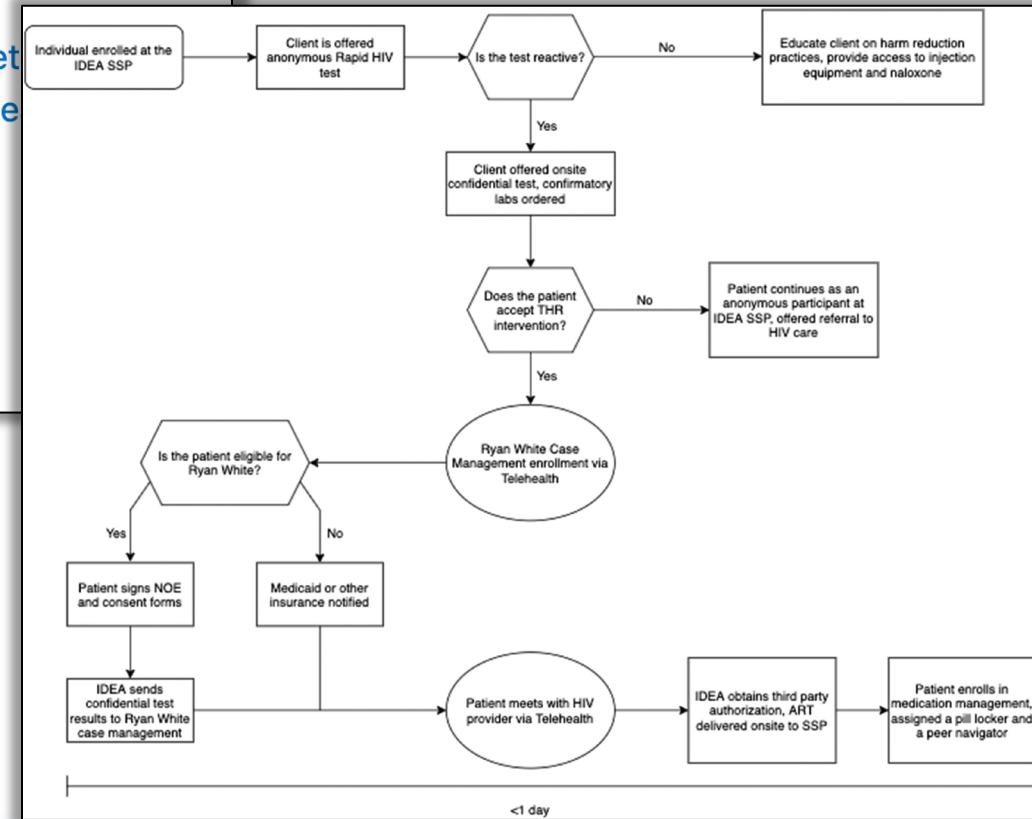 et
e
Individual enrolled at the
IDEA SSP
Client is offered
anonymous Rapid HIV
test
Is the test reactive?
No
Educate client on harm reduction
practices, provide access to injection
equipment and naloxone
Yes
Client offered onsite
confidential test, confirmatory
labs ordered
Does the patient
accept THR
intervention?
No
Patient continues as an
anonymous participant at
IDEA SSP, offered referral to
HIV care
Yes
Ryan White Case
Management enrollment via
Telehealth
Is the patient eligible for
Ryan White?
Yes
No
Patient signs NOE
and consent forms
Medicaid or other
insurance notified
IDEA sends
confidential test
results to Ryan White
case management
Patient meets with HIV
provider via Telehealth
IDEA obtains third party
authorization, ART
delivered onsite to SSP
Patient enrolls in
medication management,
assigned a pill locker and
a peer navigator
<1 day